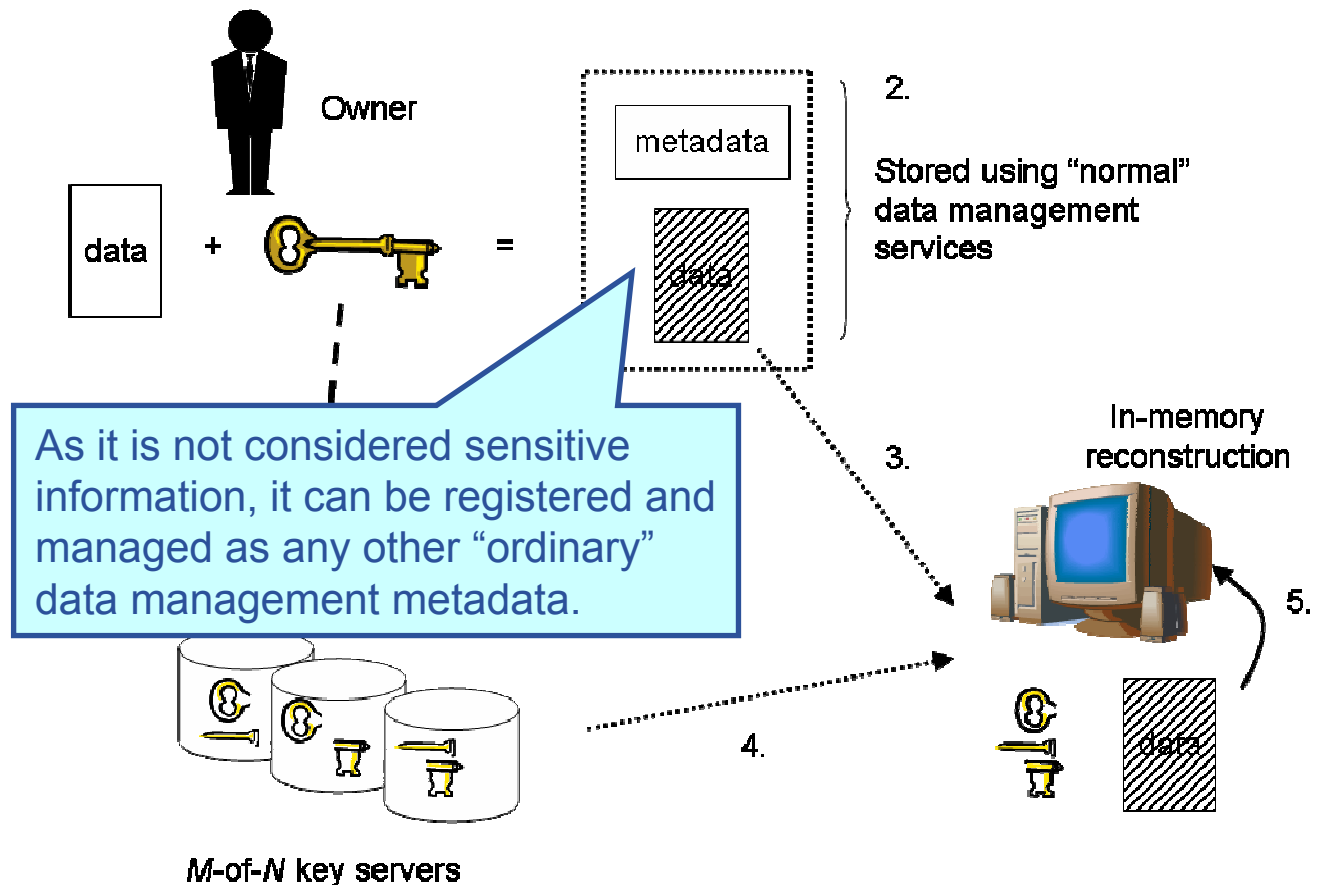 Owner
data
+
=
metadata
data
2.
Stored using “normal”
data management
services
As it is not considered sensitive
information, it can be registered and
managed as any other “ordinary”
data management metadata.
3.
In-memory
reconstruction
5.
4.
data
M-of-N key servers